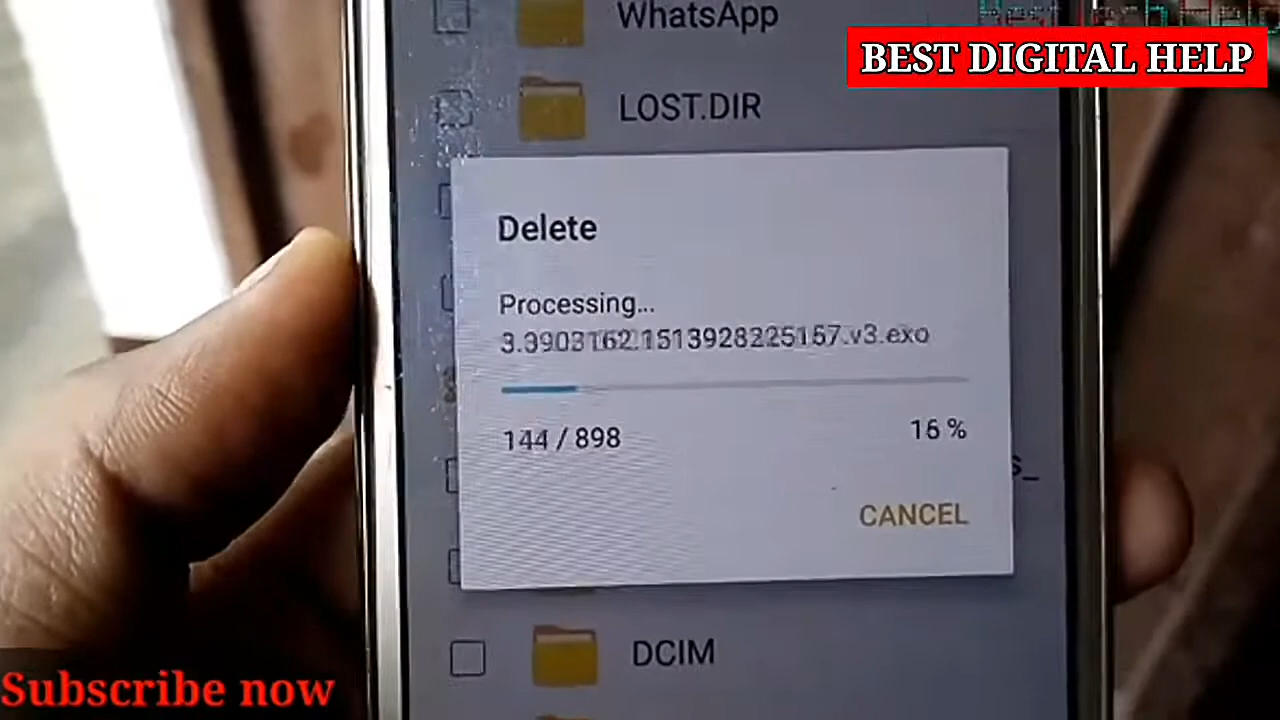 WhatsApp
BEST DIGITAL HELP
LOST.DIR
Delete
Processing...
3.3903162.1513928225157.v3.exo
144 / 898
16 %
CANCEL
DCIM
Subscribe now